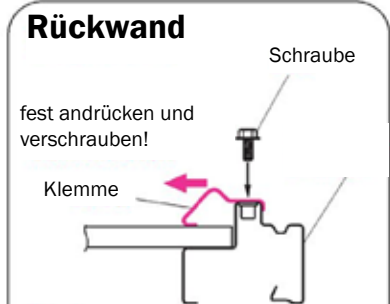 Rückwand
Schraube
fest andrücken und
verschrauben!
Klemme